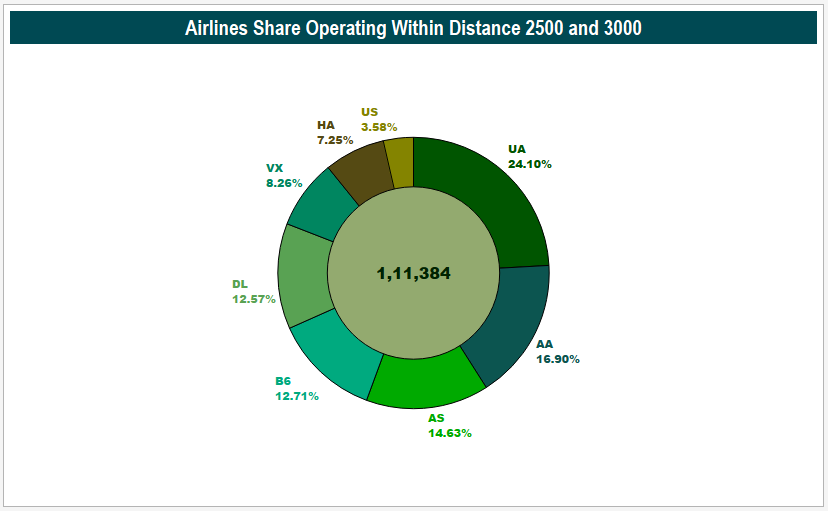 Airlines Share Operating Within Distance 2500 and 3000
US
3.58%
HA
7.25%
UA
24.10%
VX
8.26%
1,11,384
DL
12.57%
AA
16.90%
B6
12.71%
AS
14.63%